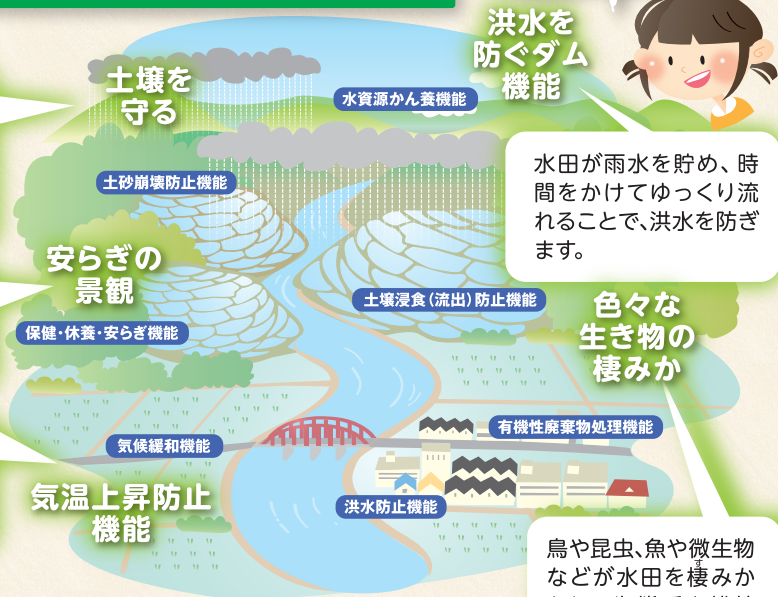 洪水を
防ぐダム
機能
土壌を
守る
水資源かん養機能
水田が雨水を貯め、時
間をかけてゆっくり流
れることで、洪水を防ぎ
ます。
土砂崩壊防止機能
安らぎの
景観
土壌浸食(流出)防止機能
色々な
生き物の
棲みか
保健・休養・安らぎ機能
有機性廃棄物処理機能
気候緩和機能
気温上昇防止
機能
洪水防止機能
鳥や昆虫、魚や微生物
す
などが水田を棲みか